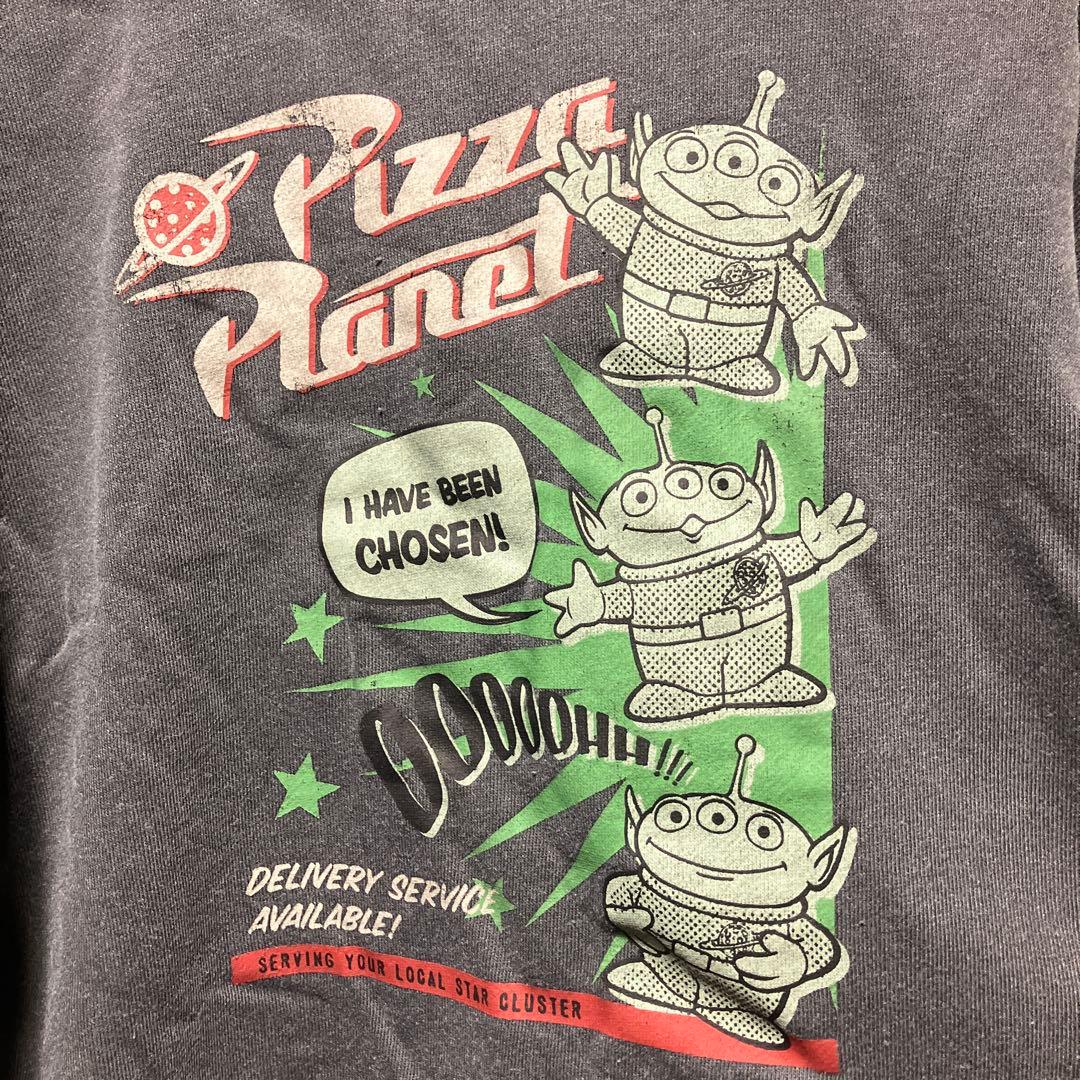 Pizza
Planet
I HAVE BEEN
CHOSEN!
OOOOOHH!!!
DELIVERY SERVICE
AVAILABLE!
SERVING YOUR LOCAL STAR CLUSTER